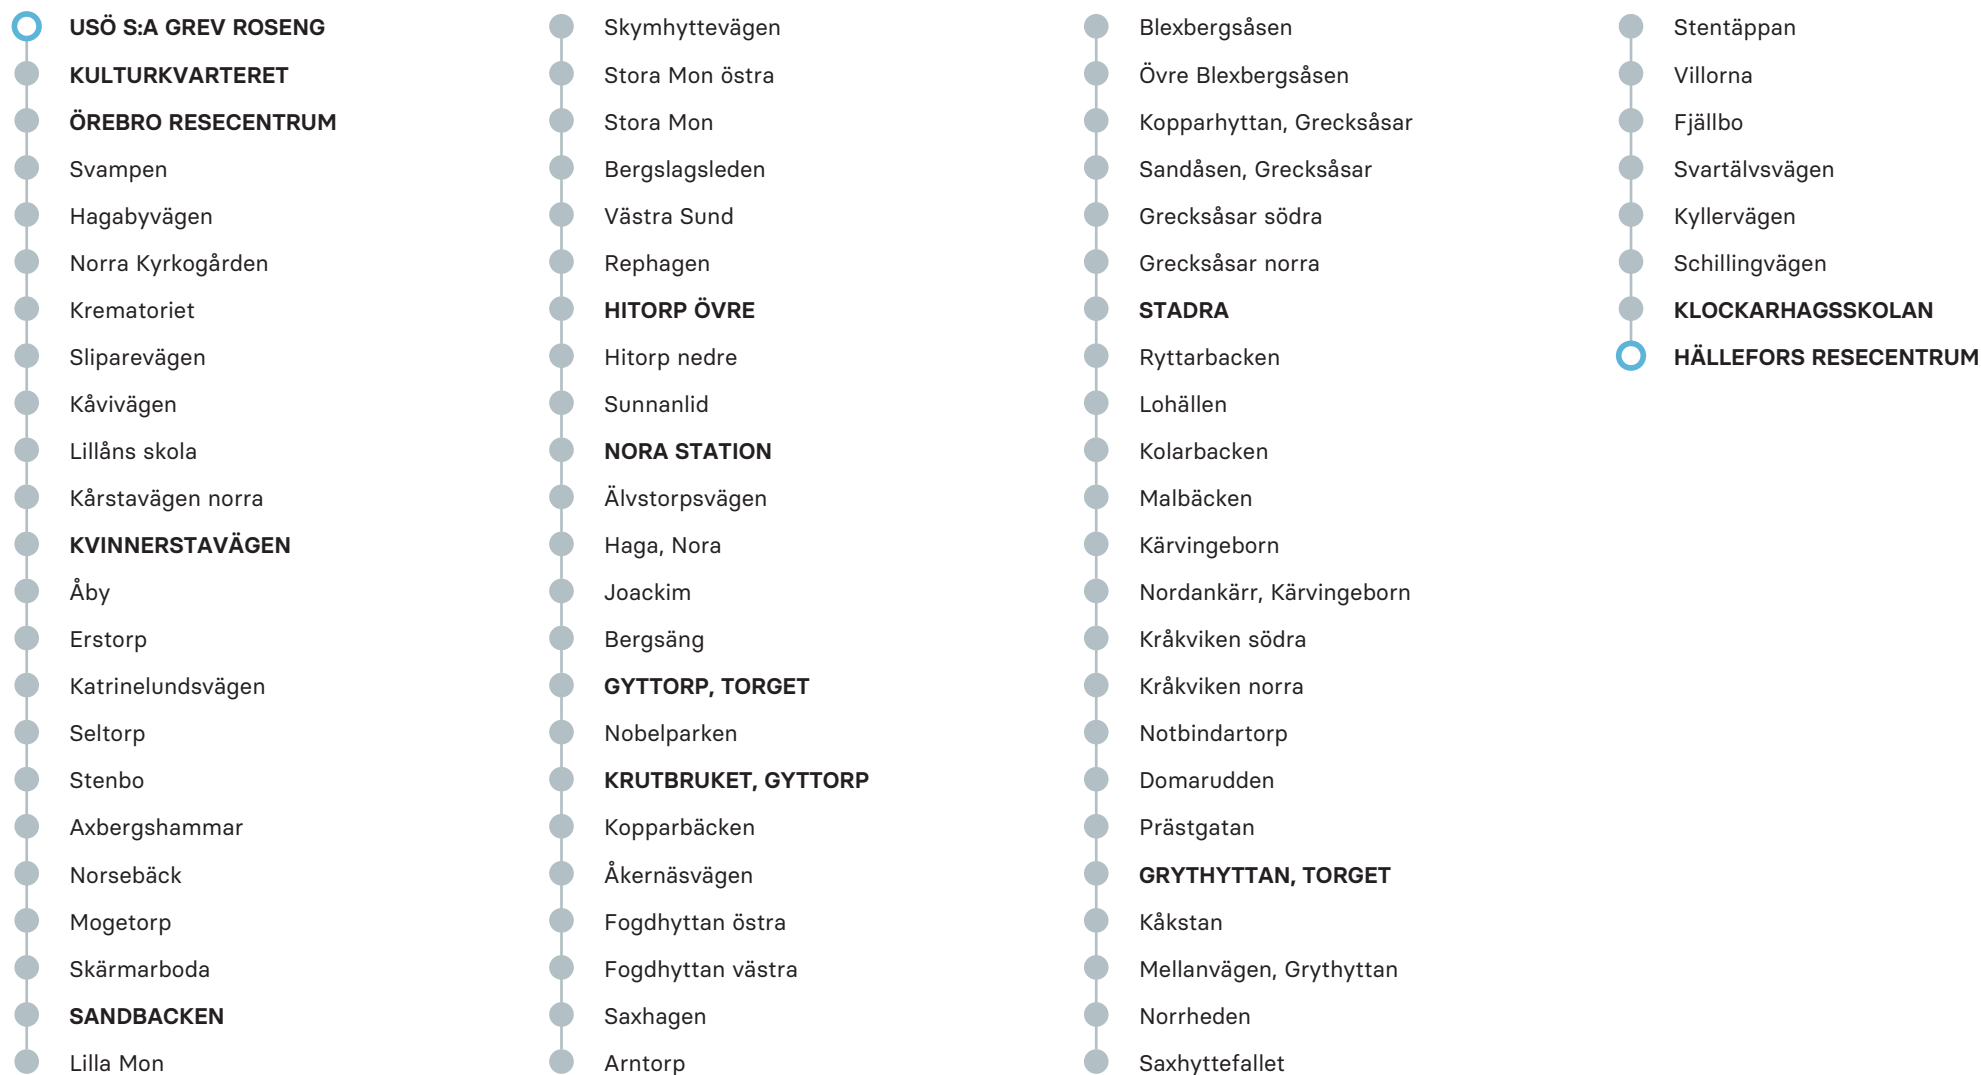 USÖ S:A GREV ROSENG
KULTURKVARTERET
ÖREBRO RESECENTRUM
Svampen
Hagabyvägen
Norra Kyrkogården
Krematoriet
Sliparevägen
Kåvivägen
Lillåns skola
Kårstavägen norra
KVINNERSTAVÄGEN
Åby
Erstorp
Katrinelundsvägen
Seltorp
Stenbo
Axbergshammar
Norsebäck
Mogetorp
Skärmarboda
SANDBACKEN
Lilla Mon
Skymhyttevägen
Stora Mon östra
Stora Mon
Bergslagsleden
Västra Sund
Rephagen
HITORP ÖVRE
Hitorp nedre
Sunnanlid
NORA STATION
Älvstorpsvägen
Haga, Nora
Joackim
Bergsäng
GYTTORP, TORGET
Nobelparken
KRUTBRUKET, GYTTORP
Kopparbäcken
Åkernäsvägen
Fogdhyttan östra
Fogdhyttan västra
Saxhagen
Arntorp
Blexbergsåsen
Övre Blexbergsåsen
Kopparhyttan, Grecksåsar
Sandåsen, Grecksåsar
Grecksåsar södra
Grecksåsar norra
STADRA
Ryttarbacken
Lohällen
Kolarbacken
Malbäcken
Kärvingeborn
Nordankärr, Kärvingeborn
Kråkviken södra
Kråkviken norra
Notbindartorp
Domarudden
Prästgatan
GRYTHYTTAN, TORGET
Kåkstan
Mellanvägen, Grythyttan
Norrheden
Saxhyttefallet
Stentäppan
Villorna
Fjällbo
Svartälvsvägen
Kyllervägen
Schillingvägen
KLOCKARHAGSSKOLAN
HÄLLEFORS RESECENTRUM